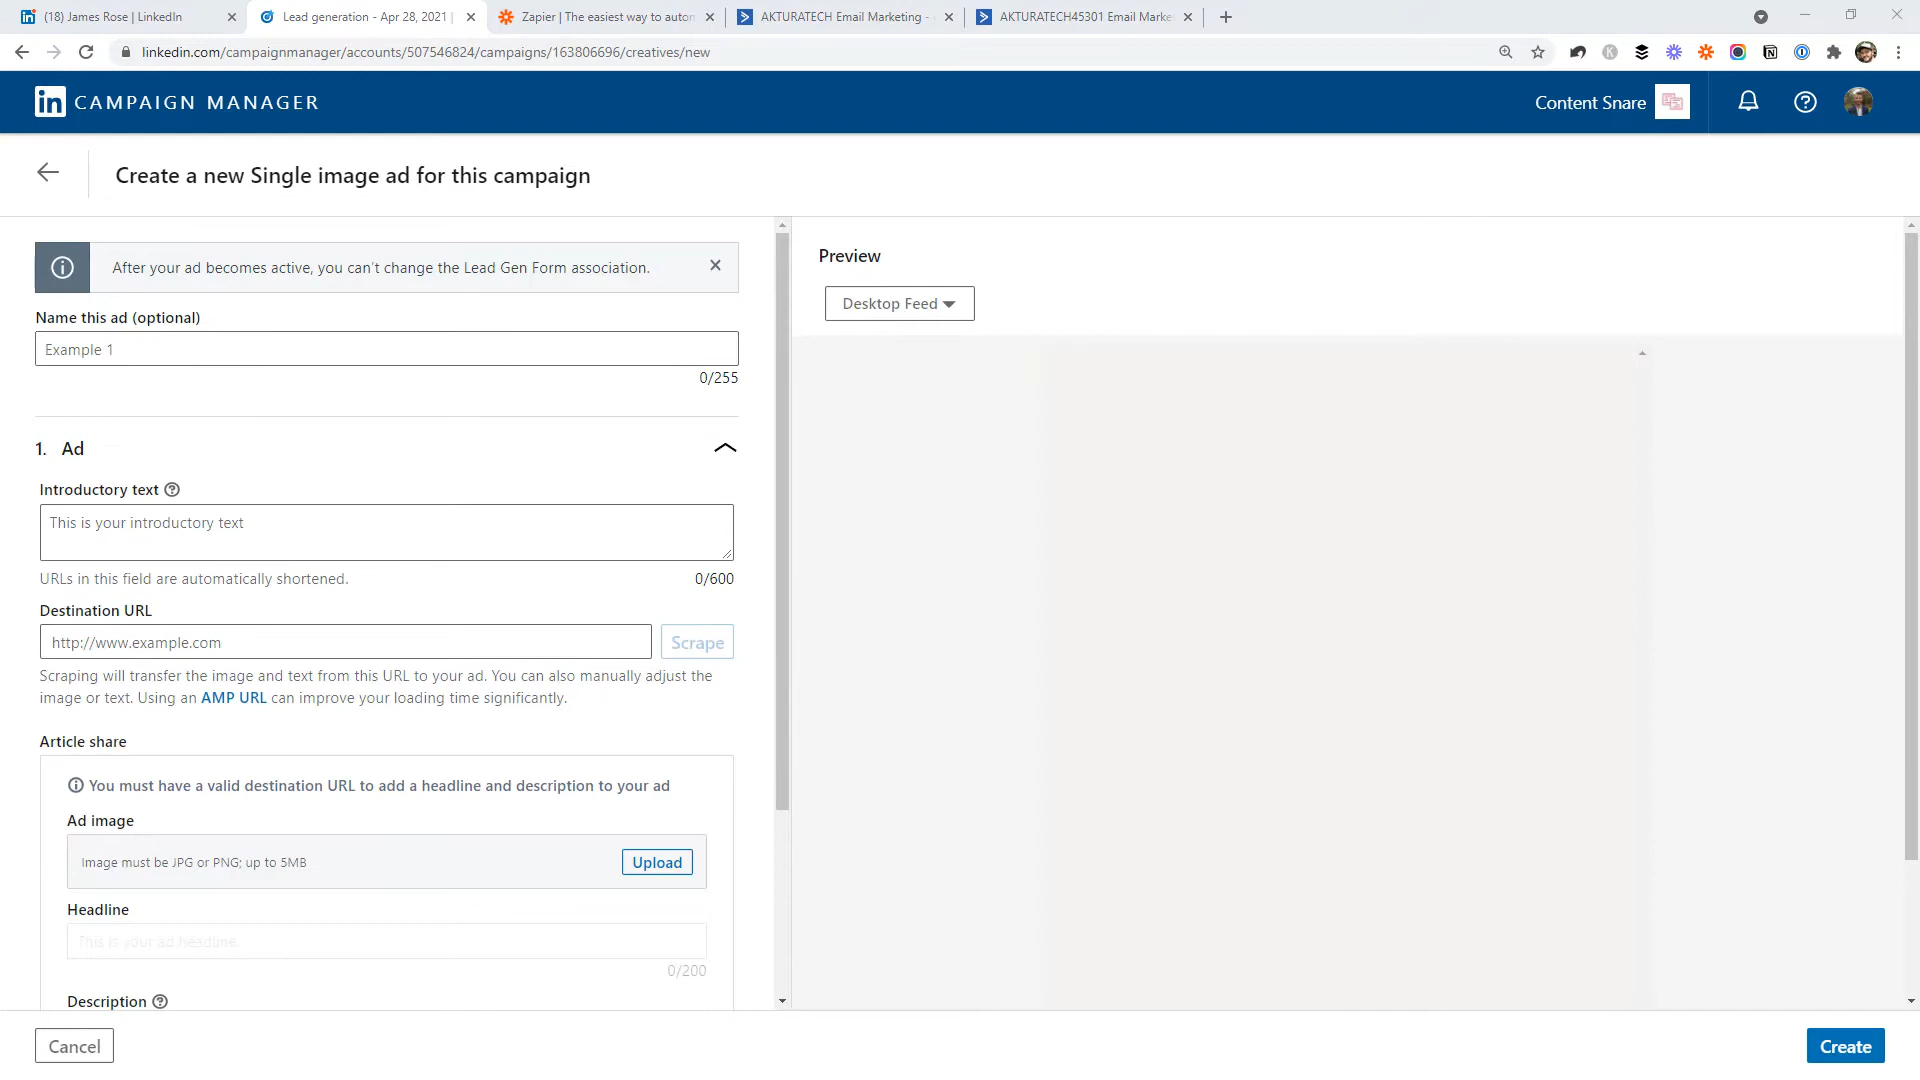 (18) James Rose | LinkedIn
Lead generation - Apr 28, 2021 |
Zapier | The easiest way to autom
AKTURATECH Email Marketing -
AKTURATECH45301 Email Marke
linkedin.com/campaignmanager/accounts/507546824/campaigns/163806696/creatives/new
in CAMPAIGN MANAGER
Content Snare
Create a new Single image ad for this campaign
After your ad becomes active, you can't change the Lead Gen Form association.
Name this ad (optional)
Example 1
0/255
1. Ad
Introductory text
This is your introductory text
URLs in this field are automatically shortened.
0/600
Destination URL
http://www.example.com
Scrape
Scraping will transfer the image and text from this URL to your ad. You can also manually adjust the
image or text. Using an AMP URL can improve your loading time significantly.
Article share
You must have a valid destination URL to add a headline and description to your ad
Ad image
Image must be JPG or PNG; up to 5MB
Upload
Headline
This is your ad headline.
0/200
Description
Preview
Desktop Feed
Cancel
Create